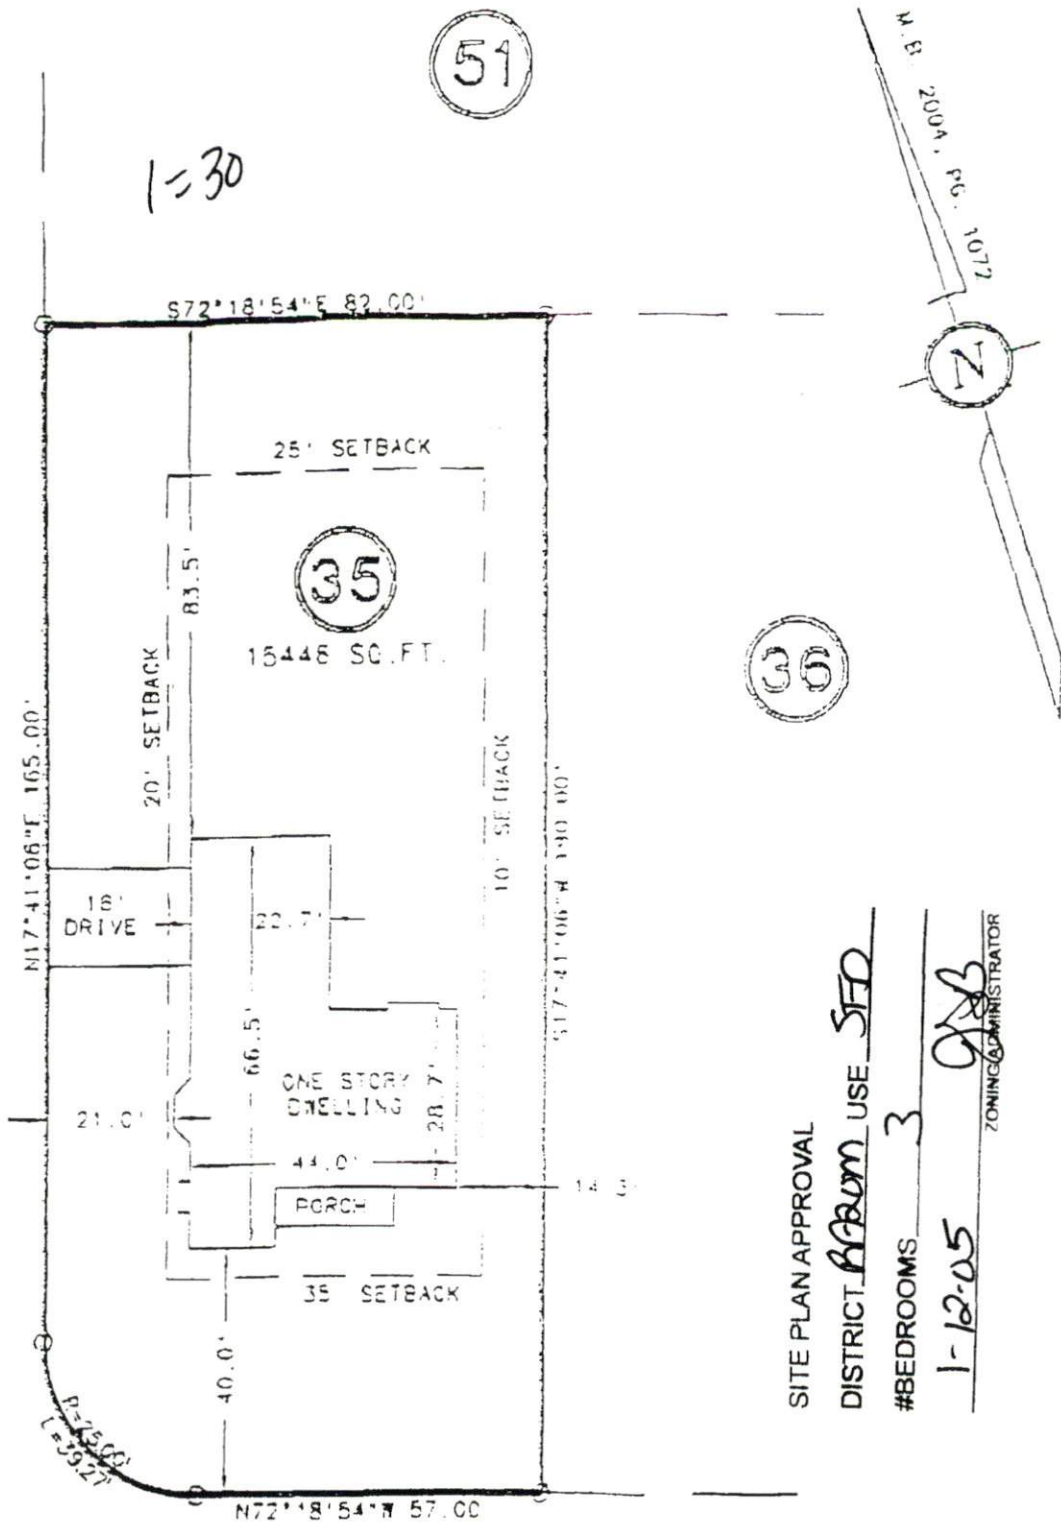 51
M.B. 2004, PG. 1072
1=30
S72°18'54"E 82.00'
N
25' SETBACK
35
83.5'
15448 SQ.FT.
36
20' SETBACK
N17°41'06"E 165.00'
10' SETBACK
S17°41'06"W 190.00'
16'
DRIVE
22.7'
66.5'
ONE STORY
DWELLING
28.7'
21.0'
44.0'
PORCH
14.3'
35' SETBACK
40.0'
R=25.00'
L=39.27'
N72°18'54"W 57.00
SITE PLAN APPROVAL
DISTRICT USE SFD
#BEDROOMS 3
1-12-05
ZONING ADMINISTRATOR